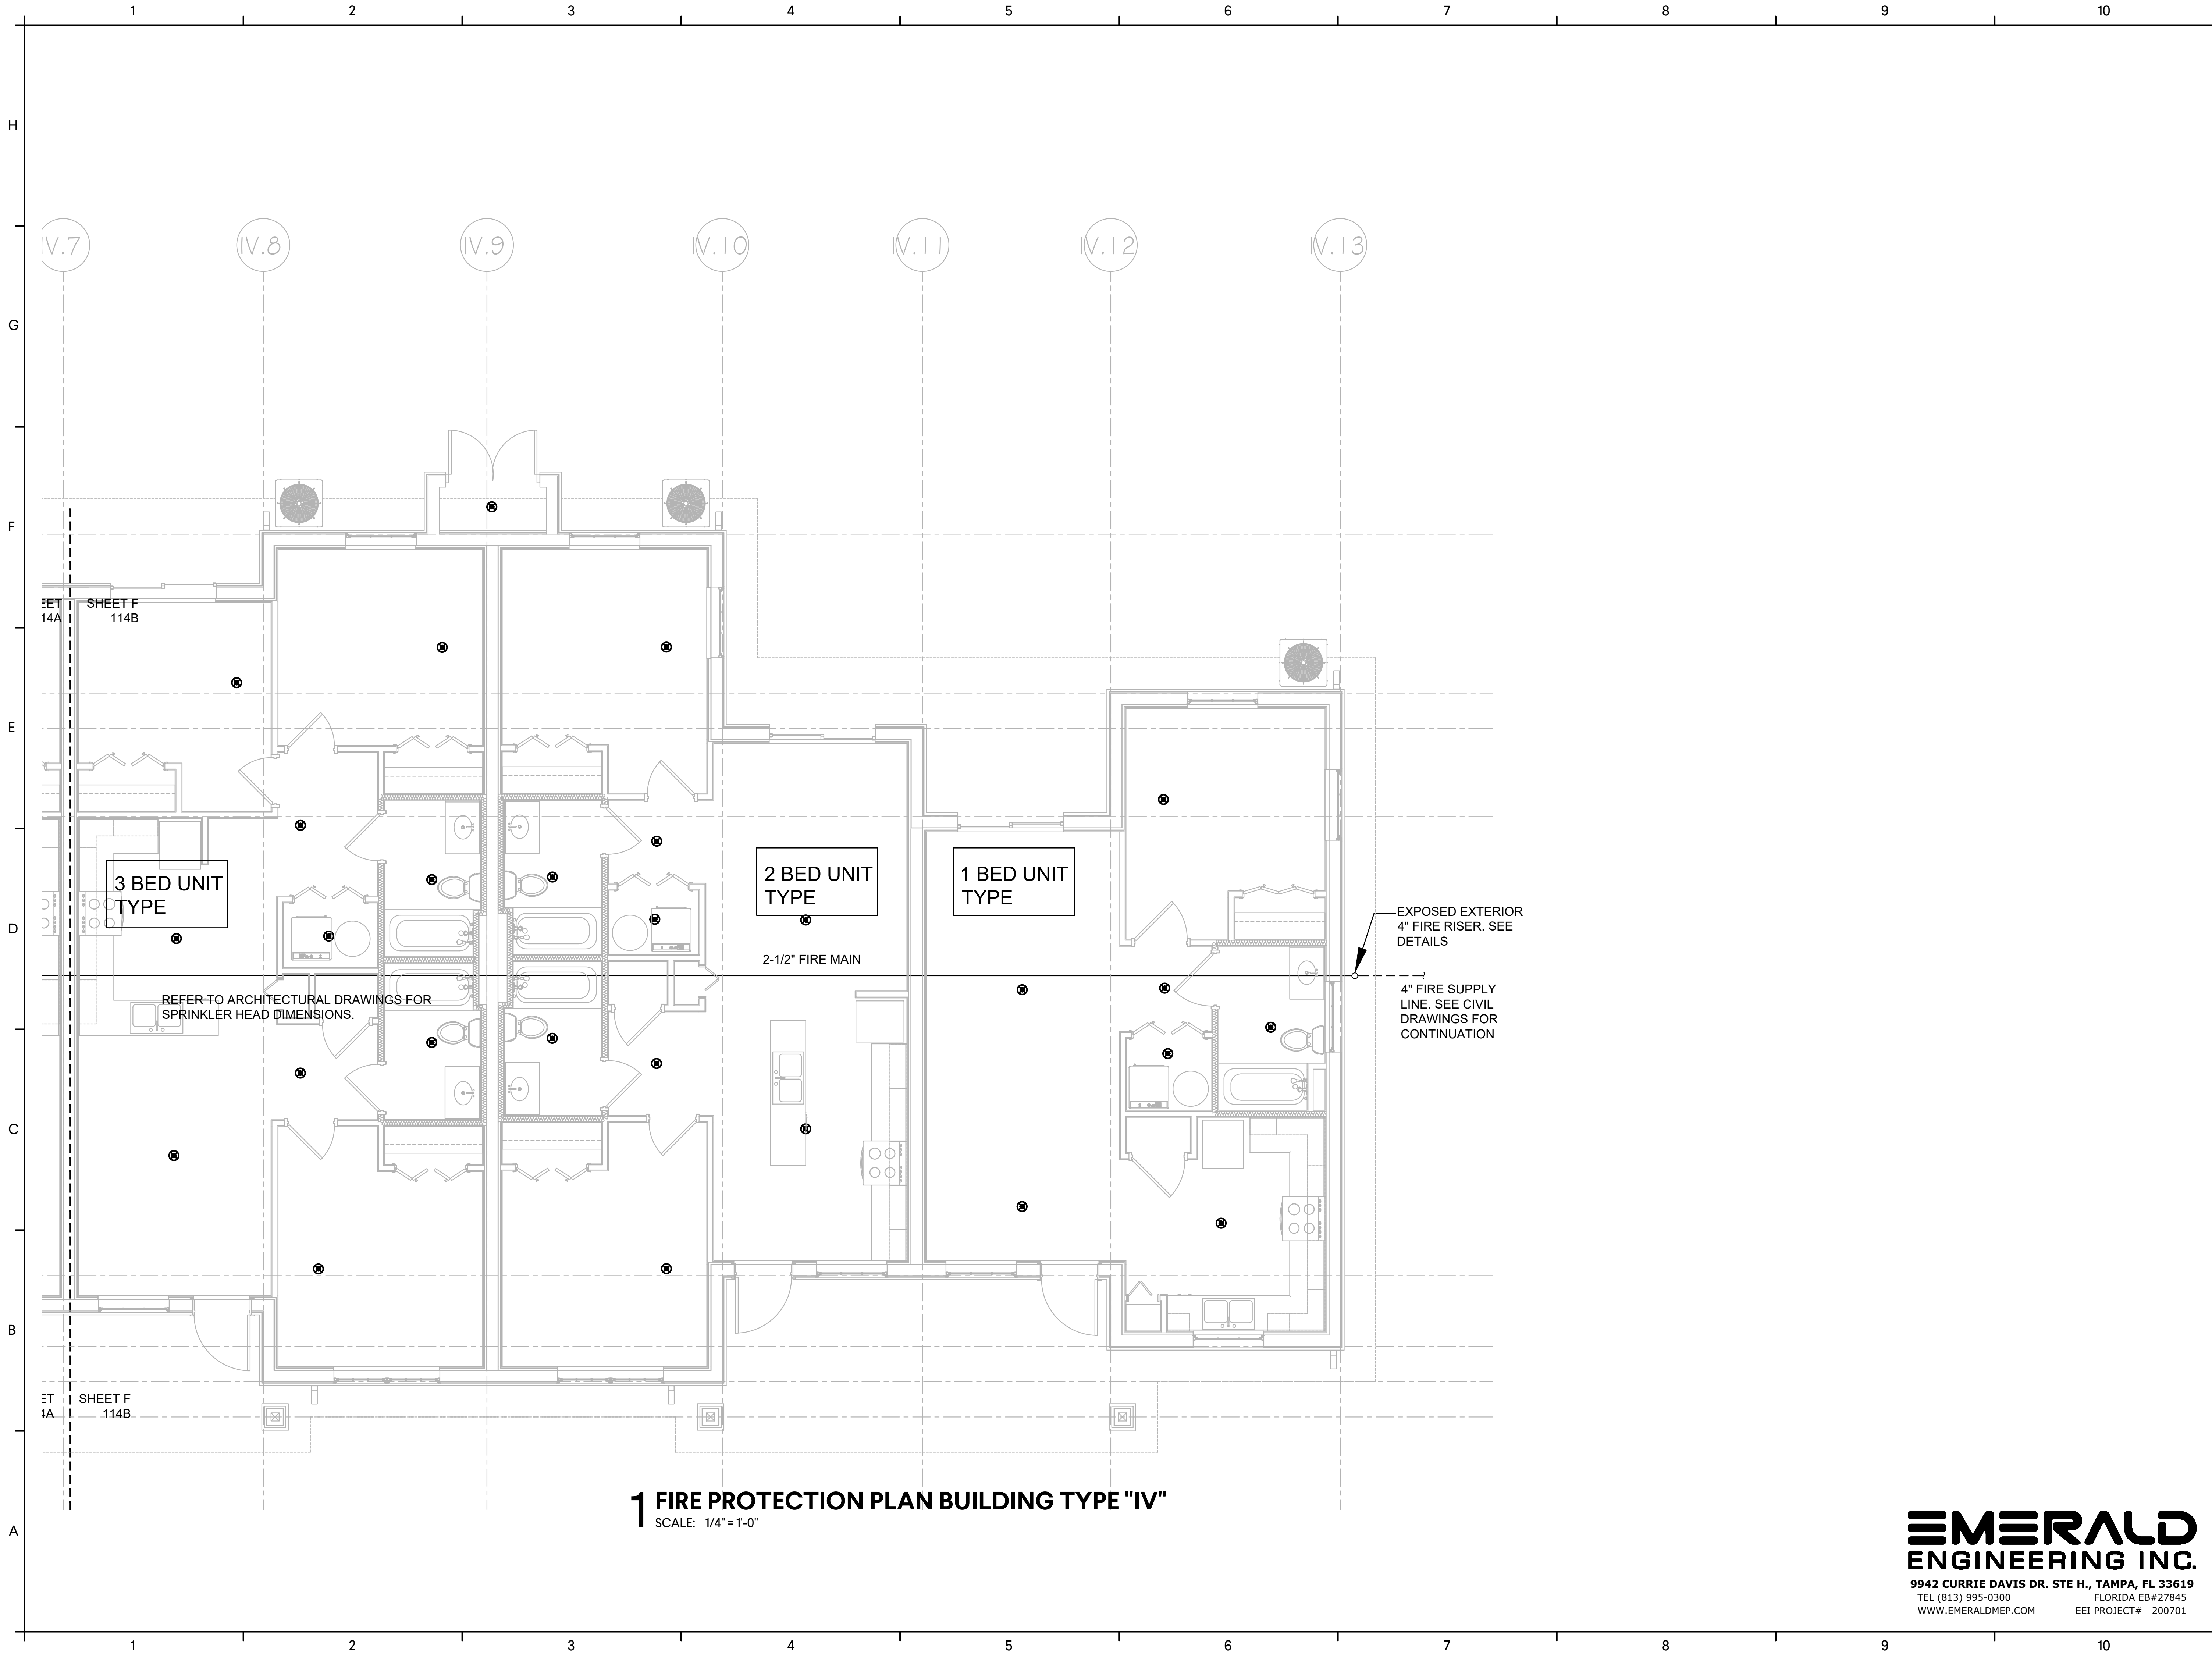 1 2 3 4 5 6 7 8 9 10
H
G
F
E
D
C
B
A
IV.7 IV.8 IV.9 IV.10 IV.11 IV.12 IV.13
EET
14A
SHEET F
114B
3 BED UNIT
TYPE
2 BED UNIT
TYPE
1 BED UNIT
TYPE
EXPOSED EXTERIOR
4" FIRE RISER. SEE
DETAILS
2-1/2" FIRE MAIN
4" FIRE SUPPLY
LINE. SEE CIVIL
DRAWINGS FOR
CONTINUATION
REFER TO ARCHITECTURAL DRAWINGS FOR
SPRINKLER HEAD DIMENSIONS.
ET
4A
SHEET F
114B
1 FIRE PROTECTION PLAN BUILDING TYPE "IV"
SCALE: 1/4" = 1'-0"
EMERALD
ENGINEERING INC.
9942 CURRIE DAVIS DR. STE H., TAMPA, FL 33619
TEL (813) 995-0300 FLORIDA EB#27845
WWW.EMERALDMEP.COM EEI PROJECT# 200701
1 2 3 4 5 6 7 8 9 10